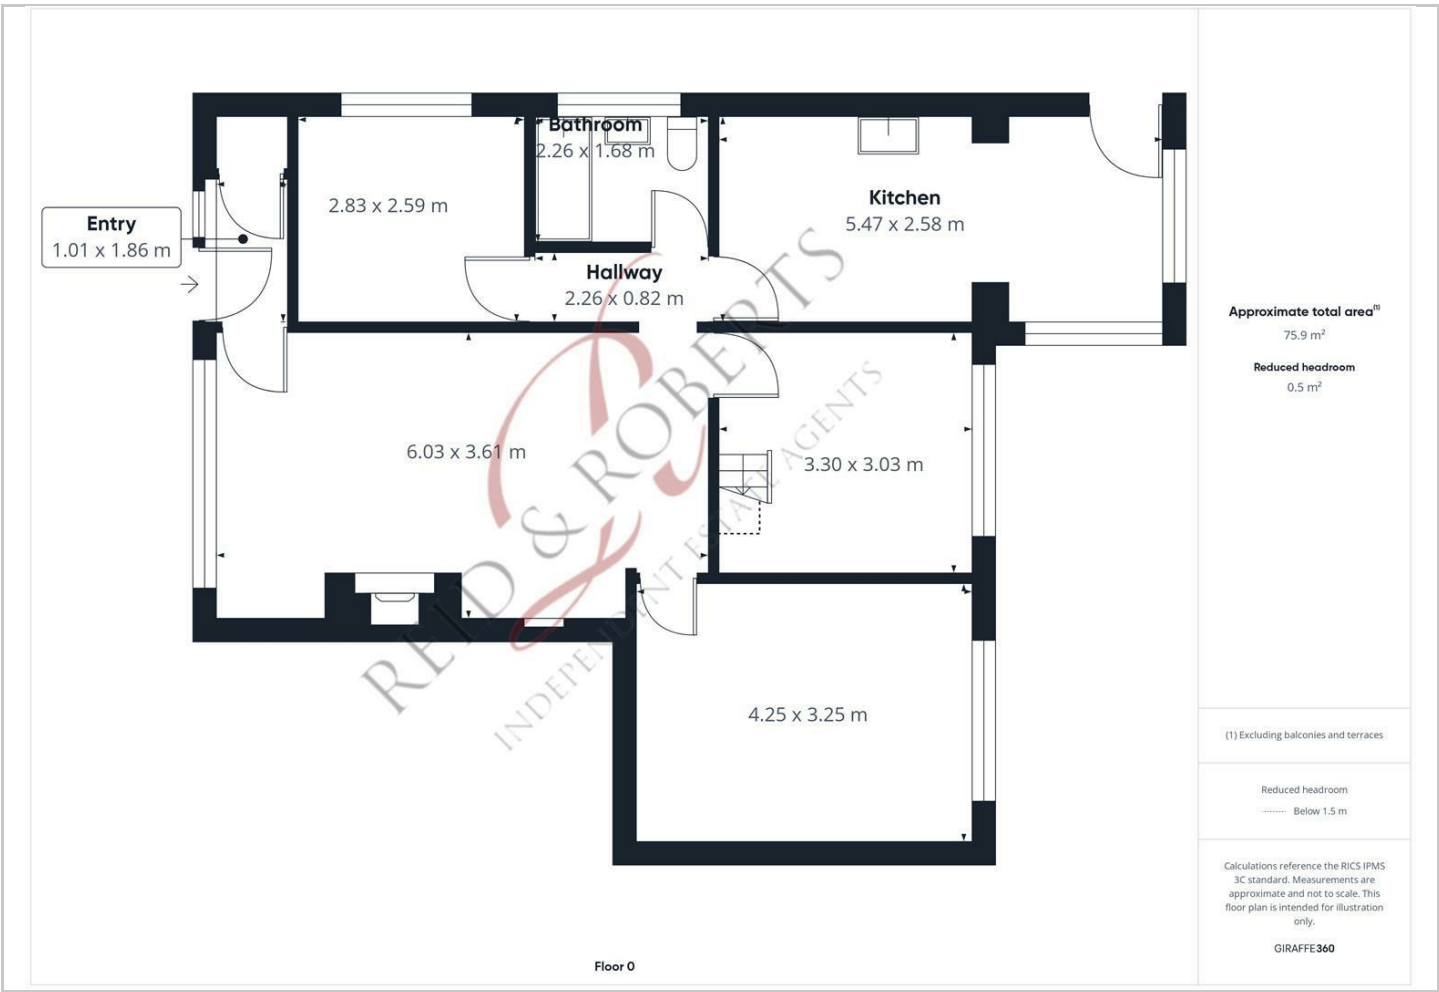 Bathroom
2.26 x 1.68 m
2.83 x 2.59 m
Kitchen
5.47 x 2.58 m
Entry
1.01 x 1.86 m
Hallway
2.26 x 0.82 m
6.03 x 3.61 m
3.30 x 3.03 m
4.25 x 3.25 m
REID & ROBERTS
INDEPENDENT ESTATE AGENTS
Floor 0
Approximate total area(1)
75.9 m²
Reduced headroom
0.5 m²
(1) Excluding balconies and terraces
Reduced headroom
Below 1.5 m
Calculations reference the RICS IPMS
3C standard. Measurements are
approximate and not to scale. This
floor plan is intended for illustration
only.
GIRAFFE360